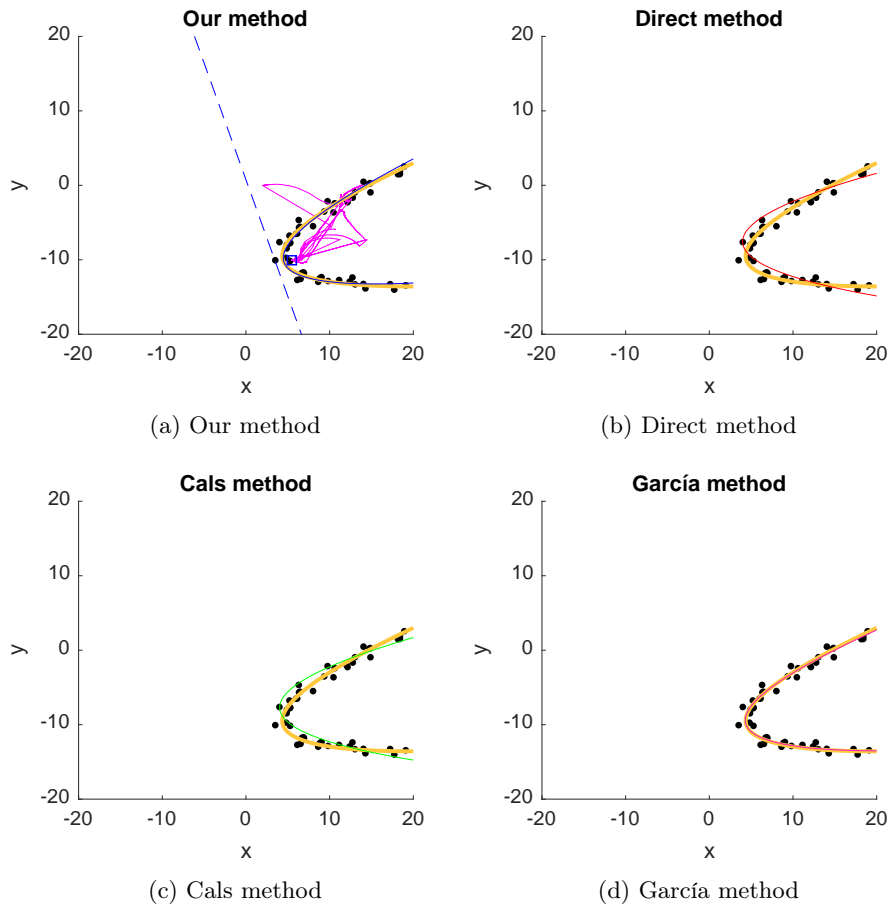 Our method
20
10
0
-10
-20
y
-20 -10 0 10 20
x
(a) Our method
Direct method
20
10
0
-10
-20
y
-20 -10 0 10 20
x
(b) Direct method
Cals method
20
10
0
-10
-20
y
-20 -10 0 10 20
x
(c) Cals method
García method
20
10
0
-10
-20
y
-20 -10 0 10 20
x
(d) García method